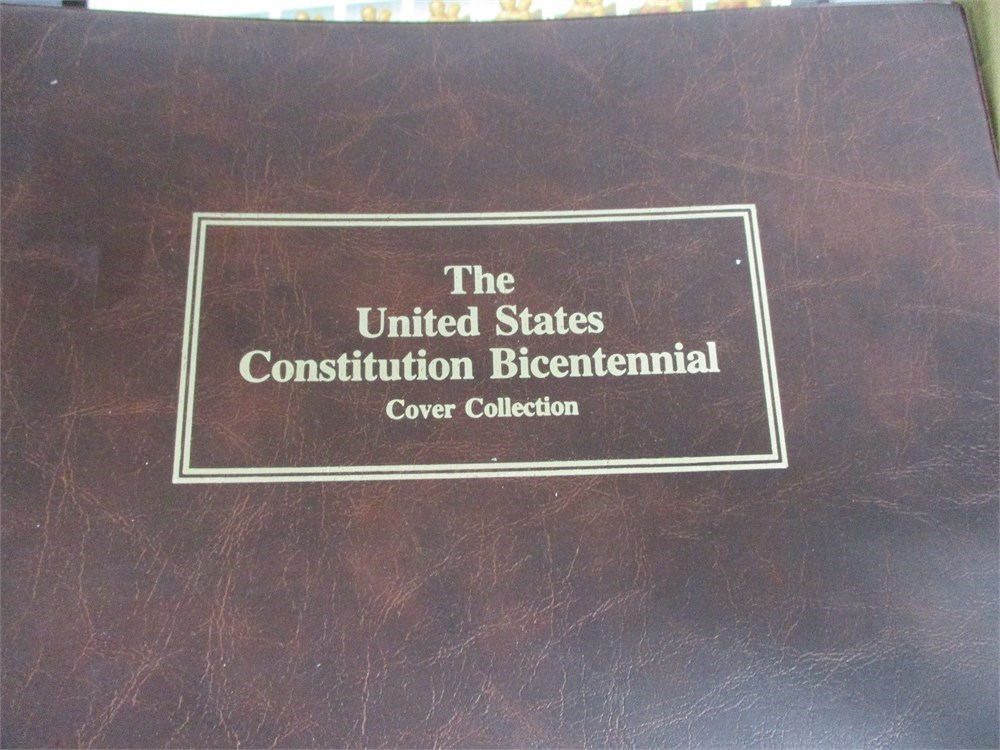 The
United States
Constitution Bicentennial
Cover Collection